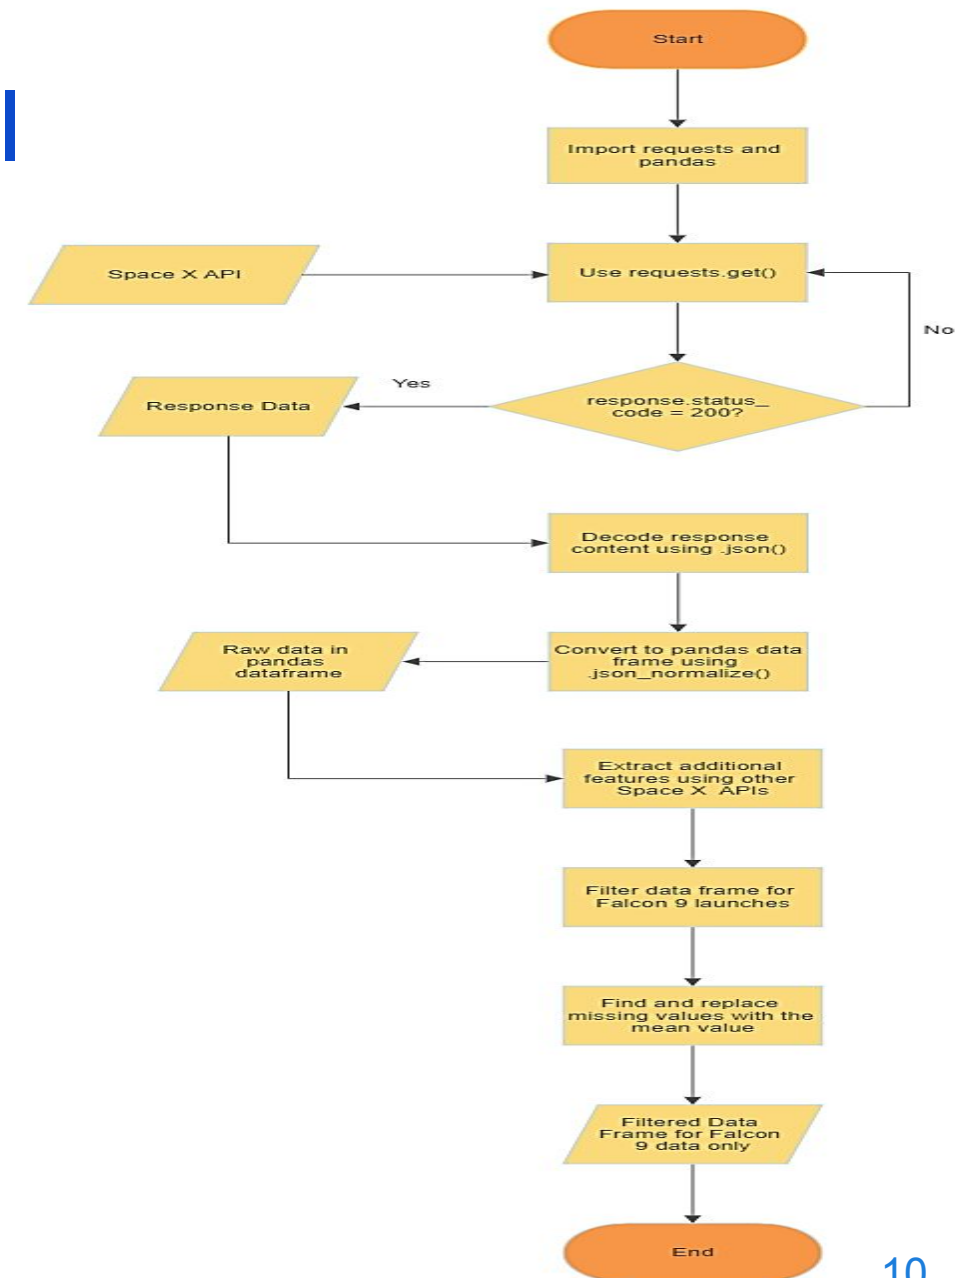 Start
Import requests and
pandas
Space X API
Use requests.get()
No
Yes
Response Data
response.status_
code = 200?
Decode response
content using .json()
Raw data in
pandas
dataframe
Convert to pandas data
frame using
.json_normalize()
Extract additional
features using other
Space X APIs
Filter data frame for
Falcon 9 launches
Find and replace
missing values with the
mean value
Filtered Data
Frame for Falcon
9 data only
End
10